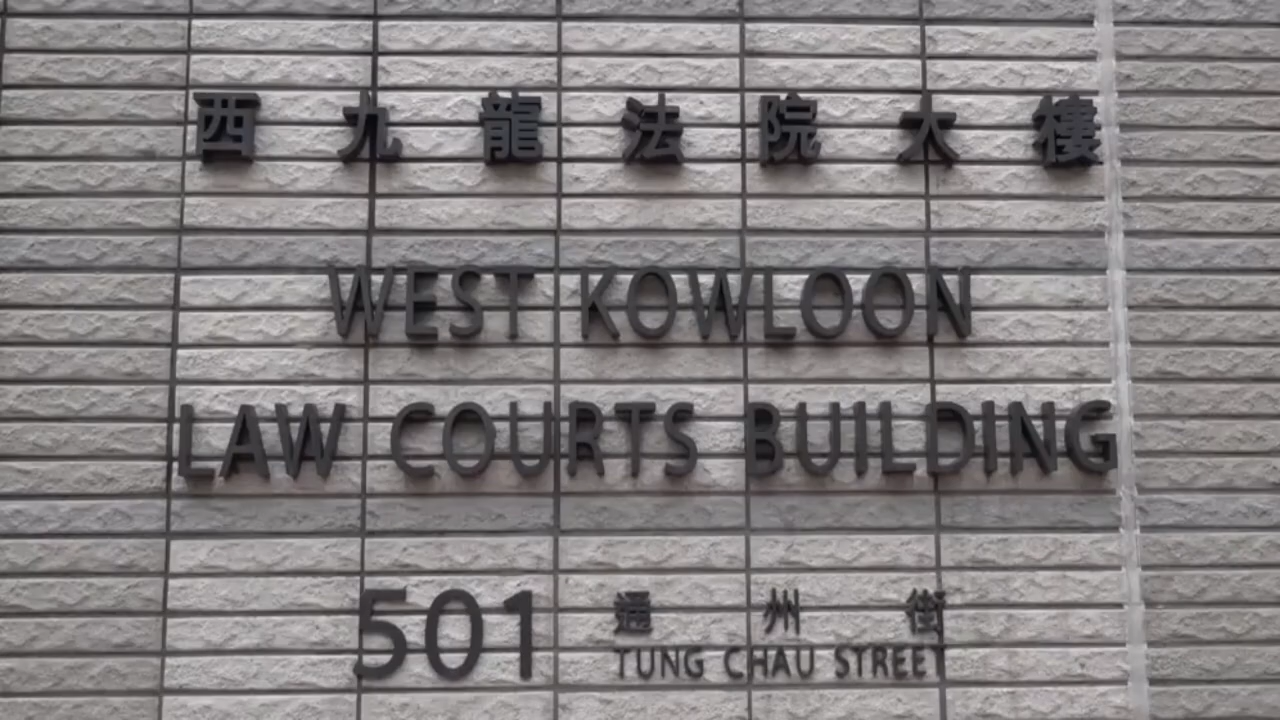 西九龍法院大樓
WEST KOWLOON
LAW COURTS BUILDING
501 通州街
TUNG CHAU STREET